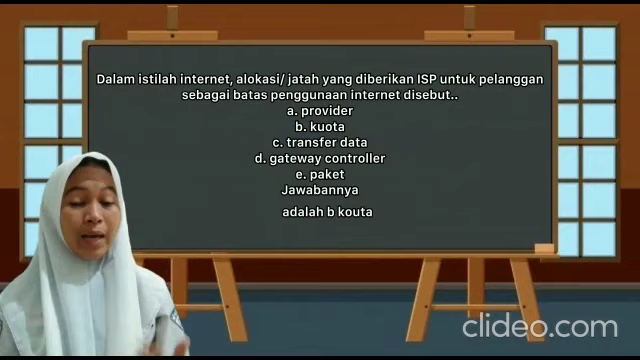 Dalam istilah internet, alokasi/ jatah yang diberikan ISP untuk pelanggan
sebagai batas penggunaan internet disebut..
a. provider
b. kuota
c. transfer data
d. gateway controller
e. paket
Jawabannya
adalah b kouta
clideo.com